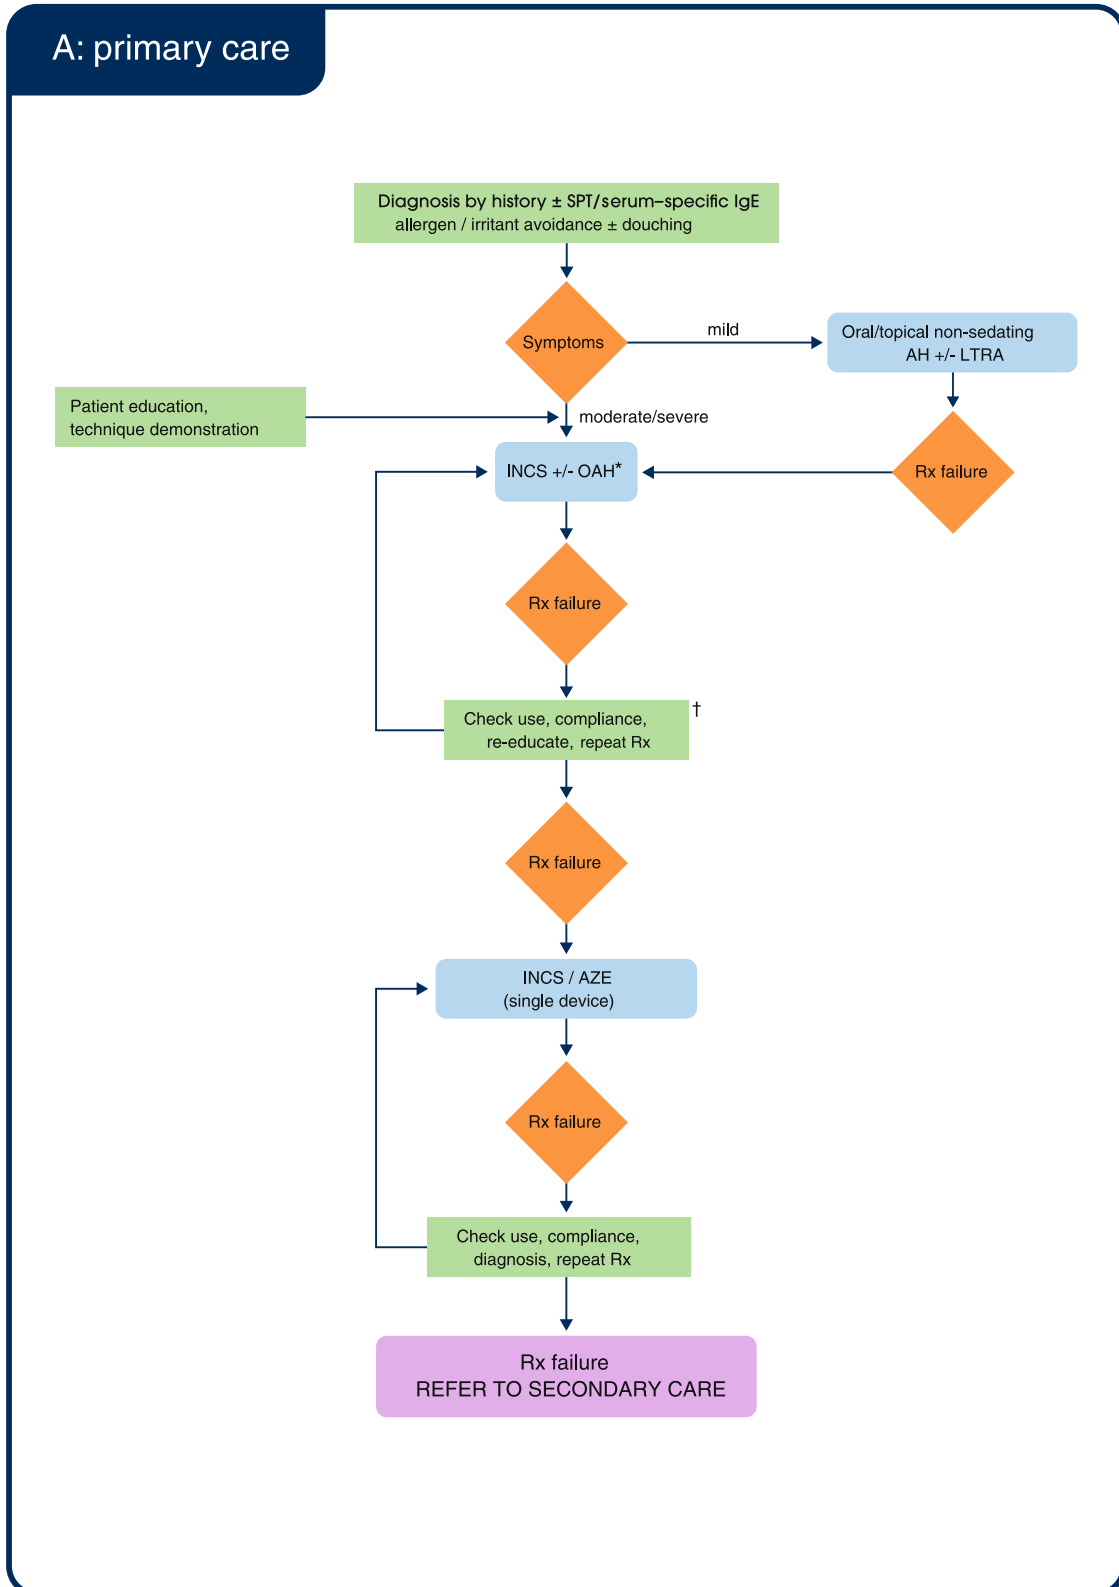 A: primary care
Diagnosis by history ± SPT/serum–specific IgE
allergen / irritant avoidance ± douching
Symptoms
mild
Oral/topical non-sedating
AH +/- LTRA
Patient education,
technique demonstration
moderate/severe
INCS +/- OAH*
Rx failure
Rx failure
Check use, compliance,
re-educate, repeat Rx
†
Rx failure
INCS / AZE
(single device)
Rx failure
Check use, compliance,
diagnosis, repeat Rx
Rx failure
REFER TO SECONDARY CARE